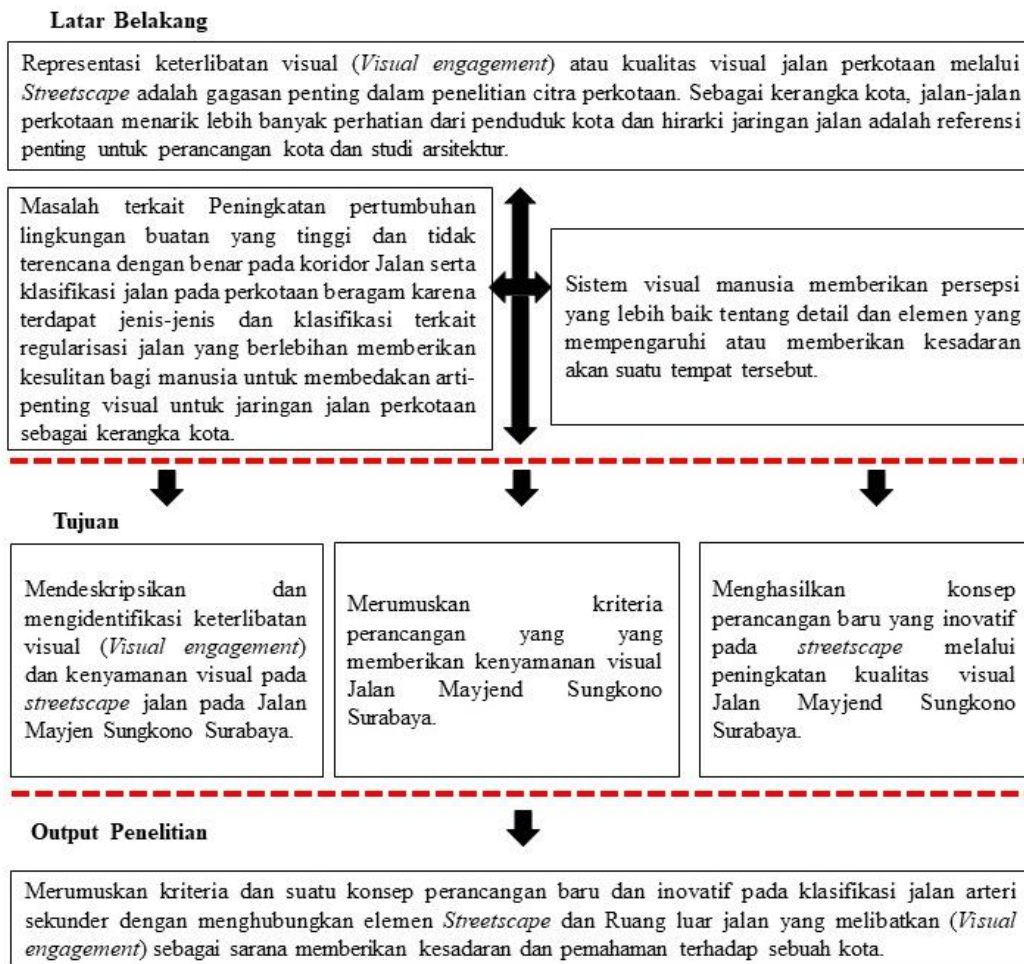 Latar Belakang
Representasi keterlibatan visual (Visual engagement) atau kualitas visual jalan perkotaan melalui
Streetscape adalah gagasan penting dalam penelitian citra perkotaan. Sebagai kerangka kota, jalan-jalan
perkotaan menarik lebih banyak perhatian dari penduduk kota dan hirarki jaringan jalan adalah referensi
penting untuk perancangan kota dan studi arsitektur.
Masalah terkait Peningkatan pertumbuhan
lingkungan buatan yang tinggi dan tidak
terencana dengan benar pada koridor Jalan serta
klasifikasi jalan pada perkotaan beragam karena
terdapat jenis-jenis dan klasifikasi terkait
regularisasi jalan yang berlebihan memberikan
kesulitan bagi manusia untuk membedakan arti-
penting visual untuk jaringan jalan perkotaan
sebagai kerangka kota.
Sistem visual manusia memberikan persepsi
yang lebih baik tentang detail dan elemen yang
mempengaruhi atau memberikan kesadaran
akan suatu tempat tersebut.
Tujuan
Mendeskripsikan dan
mengidentifikasi keterlibatan
visual (Visual engagement)
dan kenyamanan visual pada
streetscape jalan pada Jalan
Mayjen Sungkono Surabaya.
Merumuskan kriteria
perancangan yang yang
memberikan kenyamanan visual
Jalan Mayjend Sungkono
Surabaya.
Menghasilkan konsep
perancangan baru yang inovatif
pada streetscape melalui
peningkatan kualitas visual
Jalan Mayjend Sungkono
Surabaya.
Output Penelitian
Merumuskan kriteria dan suatu konsep perancangan baru dan inovatif pada klasifikasi jalan arteri
sekunder dengan menghubungkan elemen Streetscape dan Ruang luar jalan yang melibatkan (Visual
engagement) sebagai sarana memberikan kesadaran dan pemahaman terhadap sebuah kota.